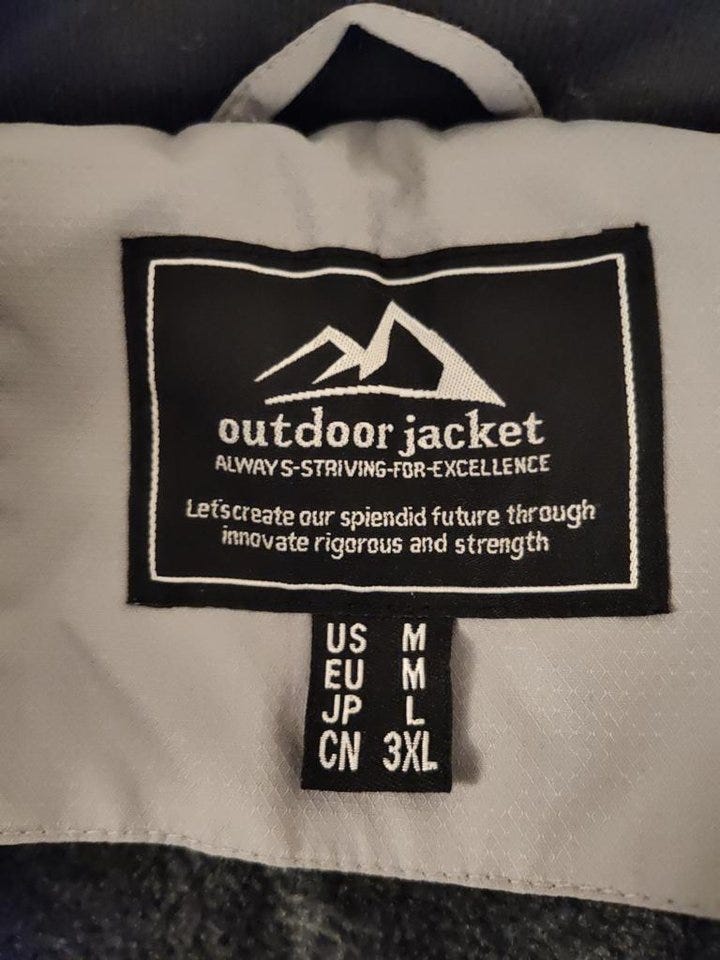 outdoor jacket
ALWAYS-STRIVING-FOR-EXCELLENCE
Let's create our splendid future through
innovate rigorous and strength
US M
EU M
JP L
CN 3XL